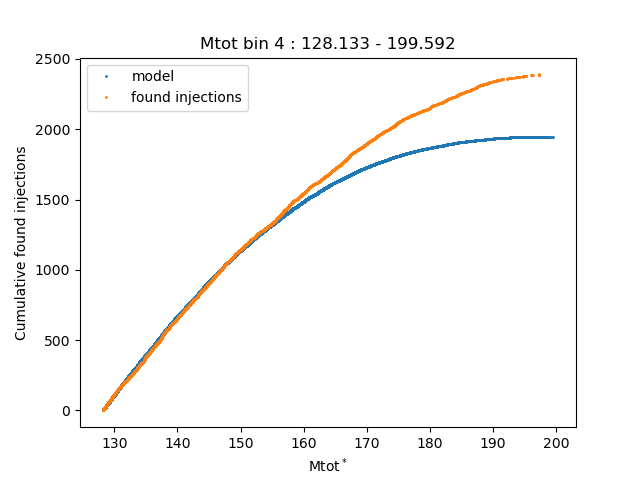 Mtot bin 4 : 128.133 - 199.592
model
found injections
Cumulative found injections
2500
2000
1500
1000
500
0
130 140 150 160 170 180 190 200
Mtot*